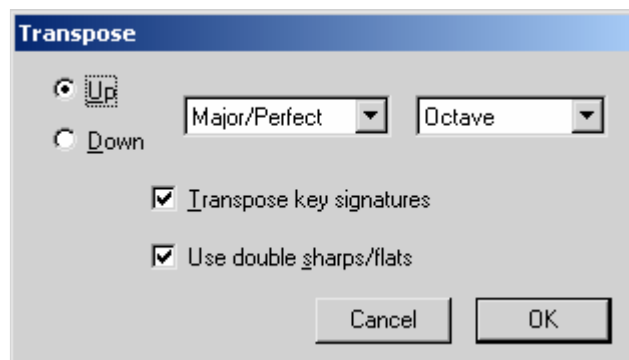 Transpose
Up
Major/Perfect
Octave
Down
Transpose key signatures
Use double sharps/flats
Cancel
OK